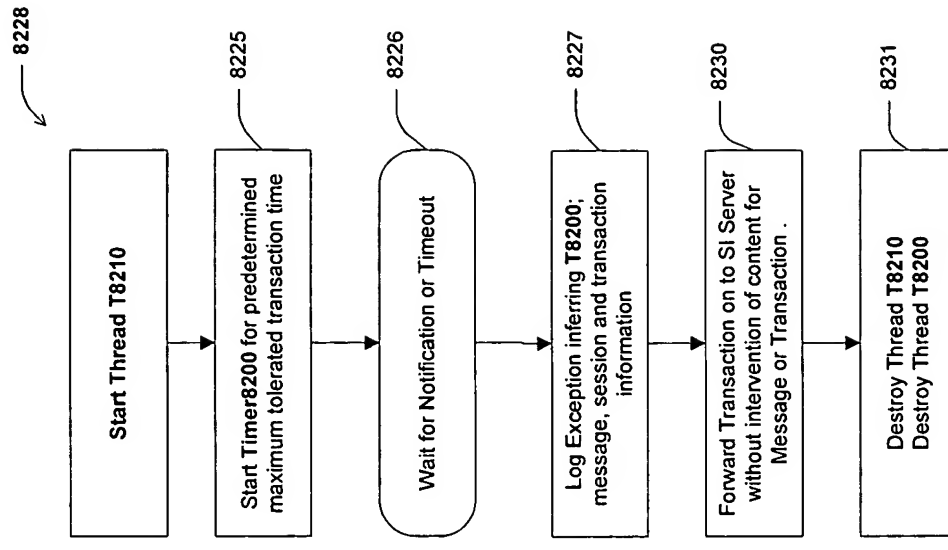 8228
Start Thread T8210
8225
Start Timer8200 for predetermined
maximum tolerated transaction time
8226
Wait for Notification or Timeout
8227
Log Exception inferring T8200;
message, session and transaction
information
8230
Forward Transaction on to SI Server
without intervention of content for
Message or Transaction .
8231
Destroy Thread T8210
Destroy Thread T8200